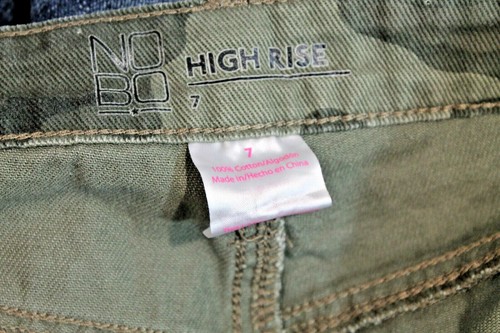 NO
BO
HIGH RISE
7
7
100% Cotton/Algodón
Made in/Hecho en China